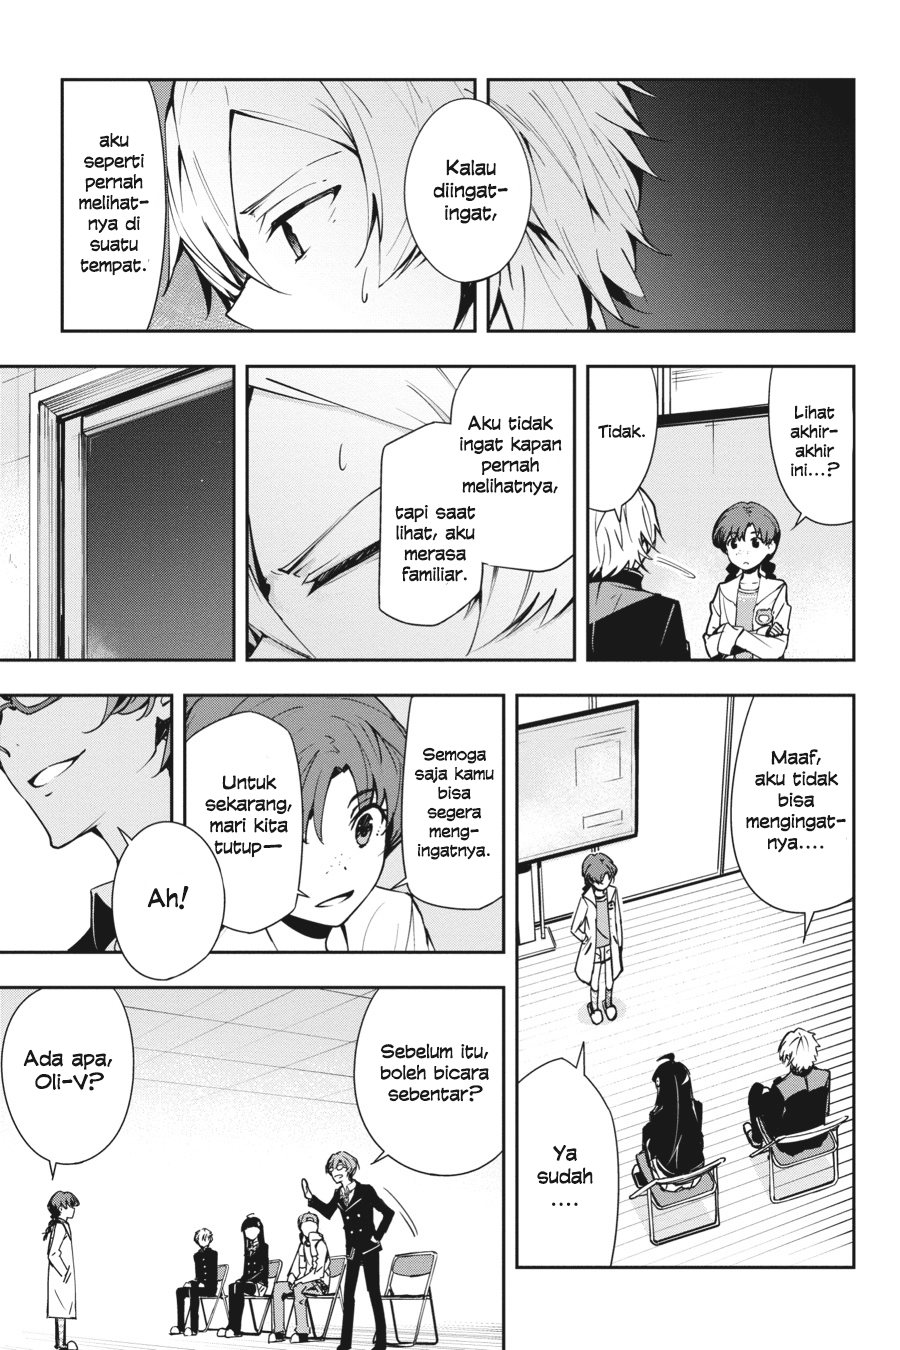 Kalau
diingat-
ingat,
aku
seperti
pernah
melihat-
nya di
suatu
tempat.
Lihat
akhir-
akhir
ini...?
Tidak.
Aku tidak
ingat kapan
pernah
melihatnya,
tapi saat
lihat, aku
merasa
familiar.
Maaf,
aku tidak
bisa
mengingat-
nya....
Ya
sudah
....
Semoga
saja kamu
bisa
segera
meng-
ingatnya.
Untuk
sekarang,
mari kita
tutup—
Ah!
Sebelum itu,
boleh bicara
sebentar?
Ada apa,
Oli-V?